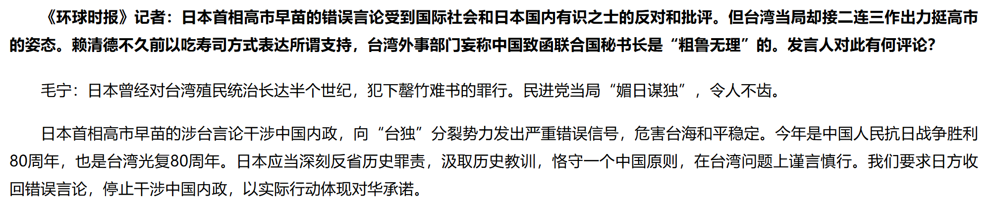 《环球时报》记者：日本首相高市早苗的错误言论受到国际社会和日本国内有识之士的反对和批评。但台湾当局却接二连三作出力挺高市
的姿态。赖清德不久前以吃寿司方式表达所谓支持，台湾外事部门妄称中国致函联合国秘书长是“粗鲁无理”的。发言人对此有何评论？
毛宁：日本曾经对台湾殖民统治长达半个世纪，犯下罄竹难书的罪行。民进党当局“媚日谋独”，令人不齿。
日本首相高市早苗的涉台言论干涉中国内政，向“台独”分裂势力发出严重错误信号，危害台海和平稳定。今年是中国人民抗日战争胜利
80周年，也是台湾光复80周年。日本应当深刻反省历史罪责，汲取历史教训，恪守一个中国原则，在台湾问题上谨言慎行。我们要求日方收
回错误言论，停止干涉中国内政，以实际行动体现对华承诺。